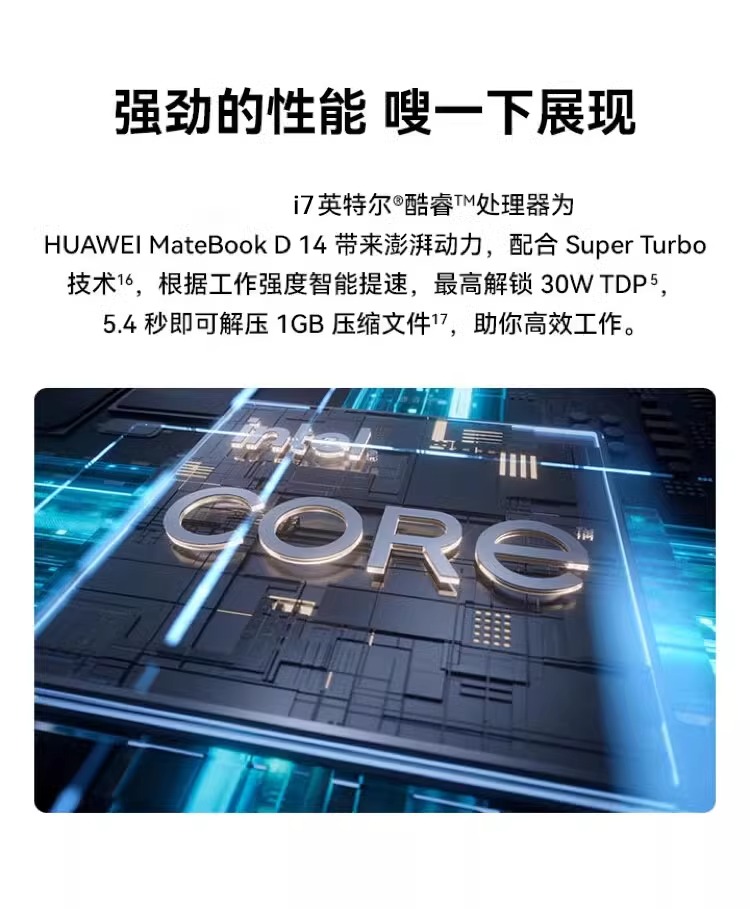 强劲的性能 嗖一下展现
i7 英特尔®酷睿™处理器为
HUAWEI MateBook D 14 带来澎湃动力，配合 Super Turbo
技术¹⁶，根据工作强度智能提速，最高解锁 30W TDP⁵，
5.4 秒即可解压 1GB 压缩文件¹⁷，助你高效工作。
intel®
CORE™